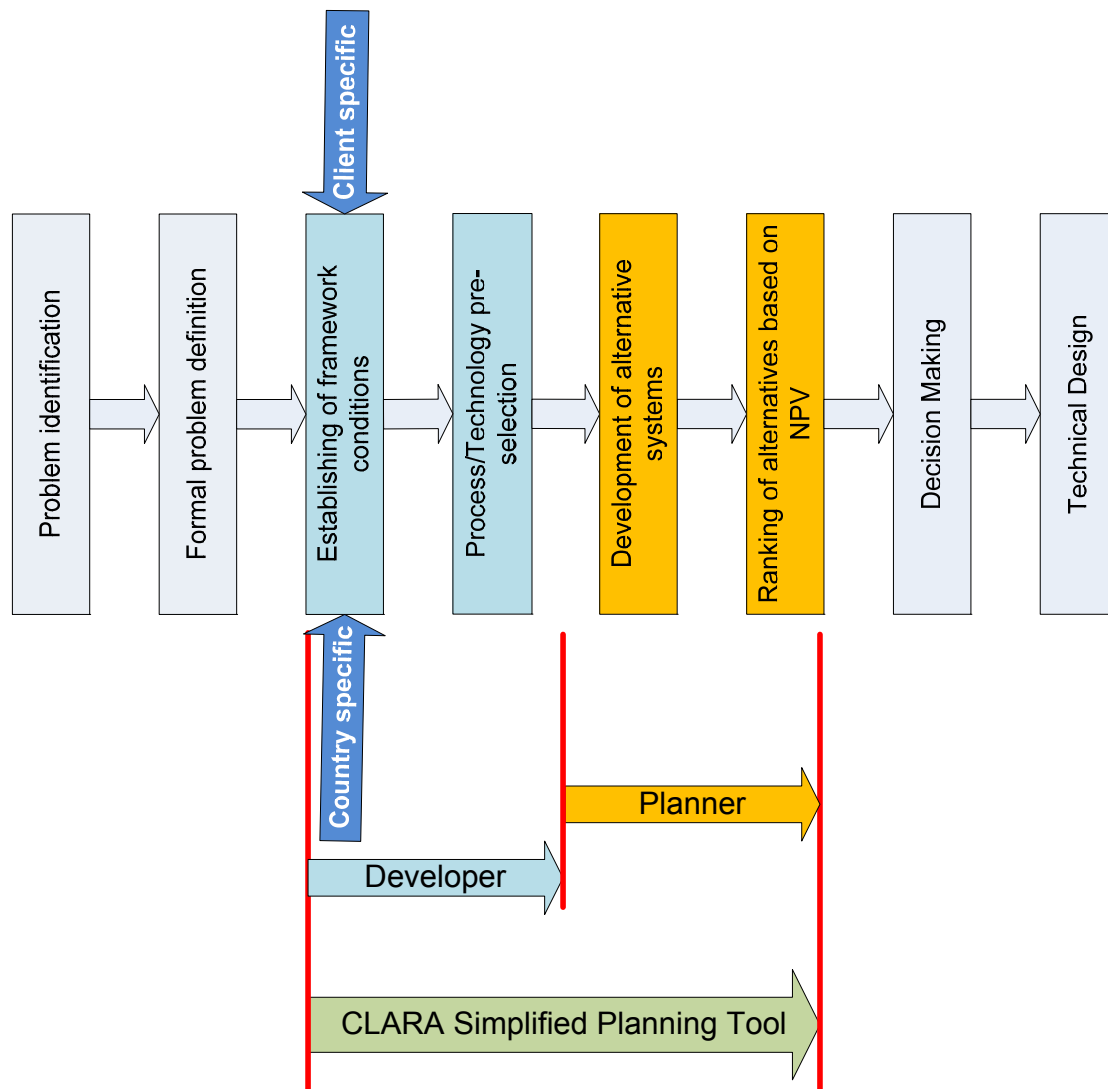 Client specific
Problem identification
Formal problem definition
Establishing of framework
conditions
Process/Technology pre-
selection
Development of alternative
systems
Ranking of alternatives based on
NPV
Decision Making
Technical Design
Country specific
Planner
Developer
CLARA Simplified Planning Tool